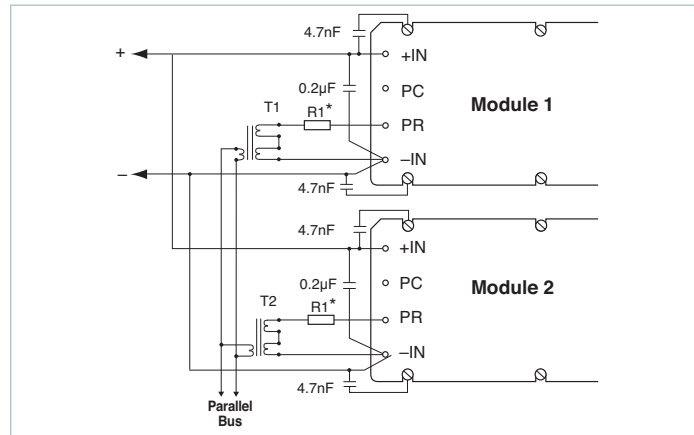 4.7nF
+
+IN
0.2µF
PC
Module 1
T1
R1*
PR
–
–IN
4.7nF
4.7nF
+IN
0.2µF
PC
Module 2
T2
R1*
PR
–IN
4.7nF
Parallel
Bus